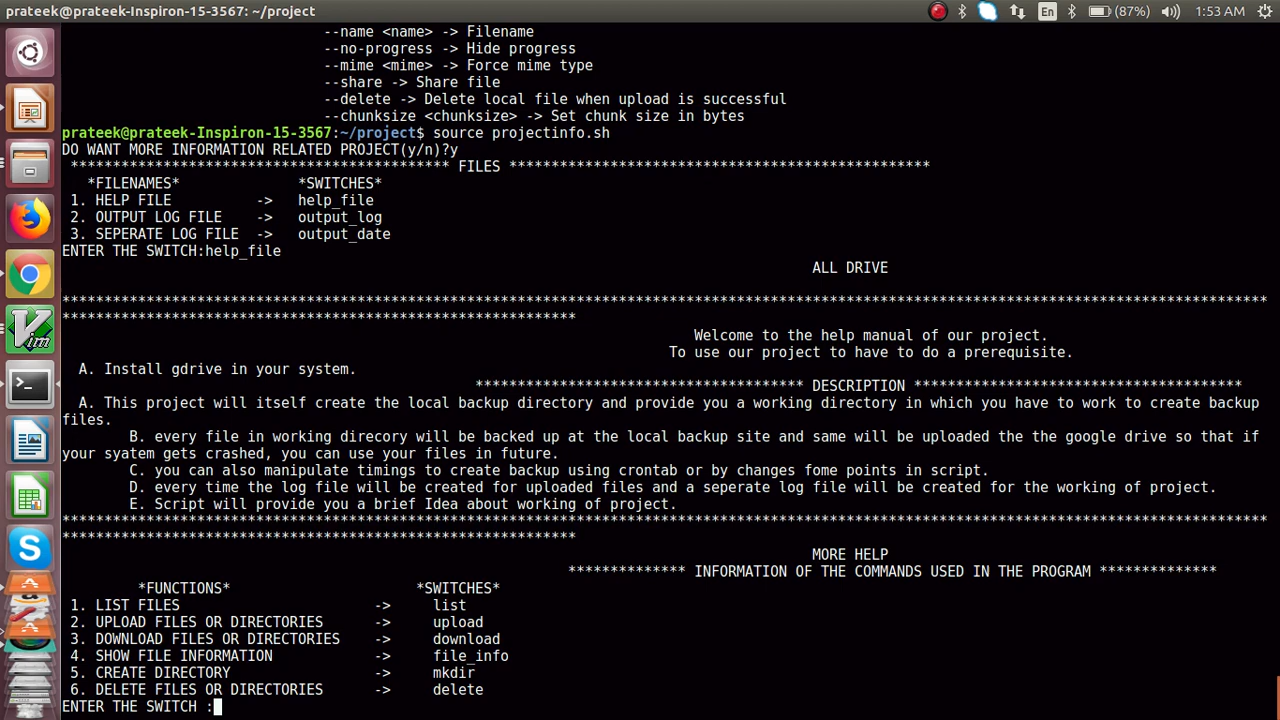 prateek@prateek-Inspiron-15-3567: ~/project
En
(87%)
1:53 AM
--name <name> -> Filename
--no-progress -> Hide progress
--mime <mime> -> Force mime type
--share -> Share file
--delete -> Delete local file when upload is successful
--chunksize <chunksize> -> Set chunk size in bytes
prateek@prateek-Inspiron-15-3567:~/project$ source projectinfo.sh
DO WANT MORE INFORMATION RELATED PROJECT(y/n)?y
********************************************* FILES **************************************************
*FILENAMES* *SWITCHES*
1. HELP FILE -> help_file
2. OUTPUT LOG FILE -> output_log
3. SEPERATE LOG FILE -> output_date
ENTER THE SWITCH:help_file
ALL DRIVE
***********************************************************************************************************************************************
*************************************************************
Welcome to the help manual of our project.
To use our project to have to do a prerequisite.
A. Install gdrive in your system.
*************************************** DESCRIPTION ***************************************
A. This project will itself create the local backup directory and provide you a working directory in which you have to work to create backup
files.
B. every file in working direcory will be backed up at the local backup site and same will be uploaded the the google drive so that if
your syatem gets crashed, you can use your files in future.
C. you can also manipulate timings to create backup using crontab or by changes fome points in script.
D. every time the log file will be created for uploaded files and a seperate log file will be created for the working of project.
E. Script will provide you a brief Idea about working of project.
***********************************************************************************************************************************************
*************************************************************
MORE HELP
************** INFORMATION OF THE COMMANDS USED IN THE PROGRAM **************
*FUNCTIONS* *SWITCHES*
1. LIST FILES -> list
2. UPLOAD FILES OR DIRECTORIES -> upload
3. DOWNLOAD FILES OR DIRECTORIES -> download
4. SHOW FILE INFORMATION -> file_info
5. CREATE DIRECTORY -> mkdir
6. DELETE FILES OR DIRECTORIES -> delete
ENTER THE SWITCH :